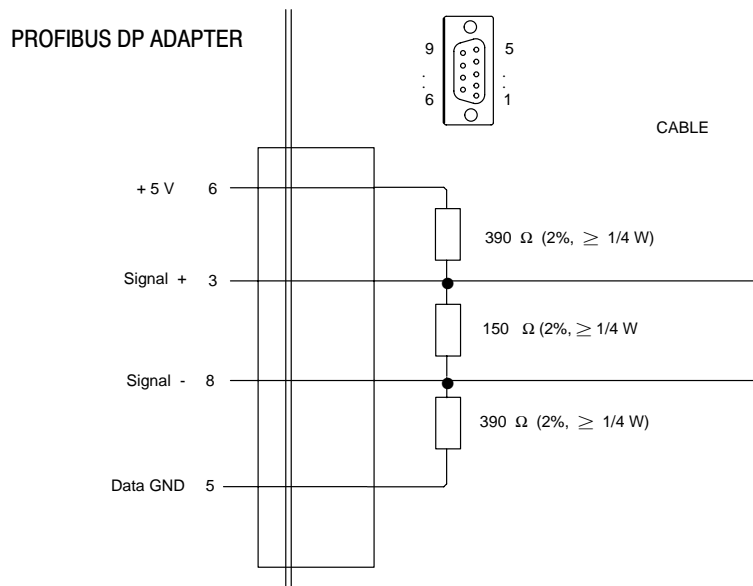 PROFIBUS DP ADAPTER
9 5
. .
. .
6 1
CABLE
+ 5 V 6
390 Ω (2%, ≥ 1/4 W)
Signal + 3
150 Ω (2%, ≥ 1/4 W
Signal - 8
390 Ω (2%, ≥ 1/4 W)
Data GND 5